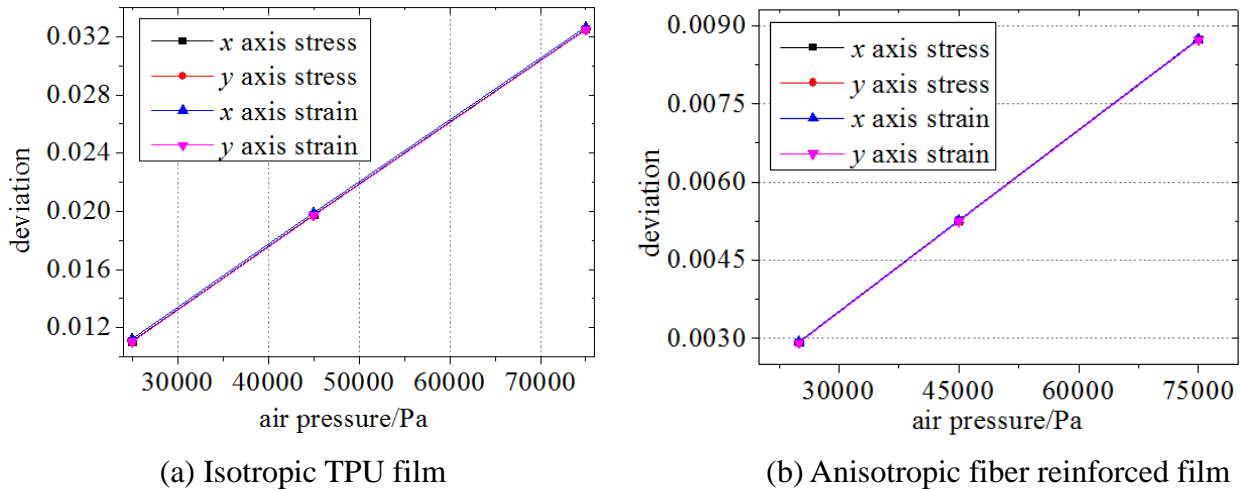 0.032
0.028
0.024
0.020
0.016
0.012
deviation
x axis stress
y axis stress
x axis strain
y axis strain
30000 40000 50000 60000 70000
air pressure/Pa
(a) Isotropic TPU film
0.0090
0.0075
0.0060
0.0045
0.0030
deviation
x axis stress
y axis stress
x axis strain
y axis strain
30000 45000 60000 75000
air pressure/Pa
(b) Anisotropic fiber reinforced film